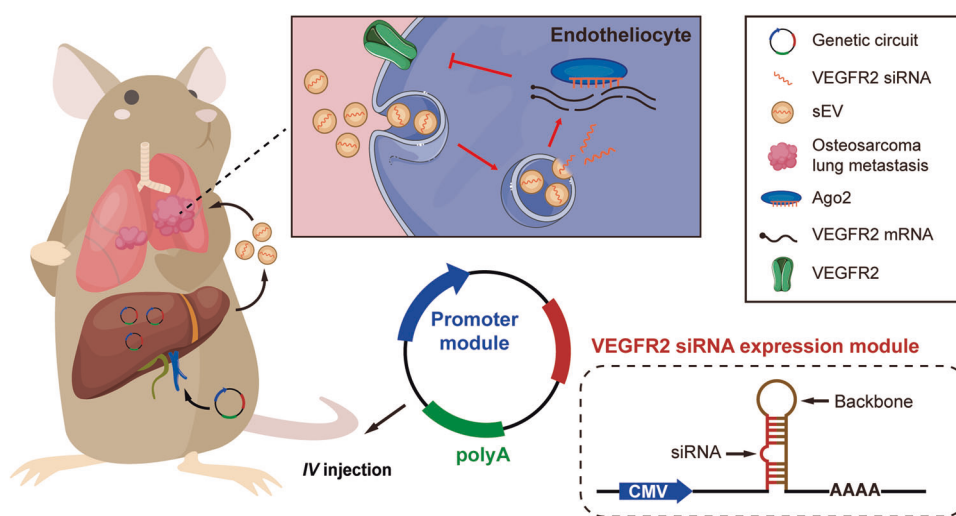 Endotheliocyte
Genetic circuit
VEGFR2 siRNA
sEV
Osteosarcoma
lung metastasis
Ago2
VEGFR2 mRNA
VEGFR2
Promoter
module
polyA
IV injection
VEGFR2 siRNA expression module
Backbone
siRNA
CMV
AAAA